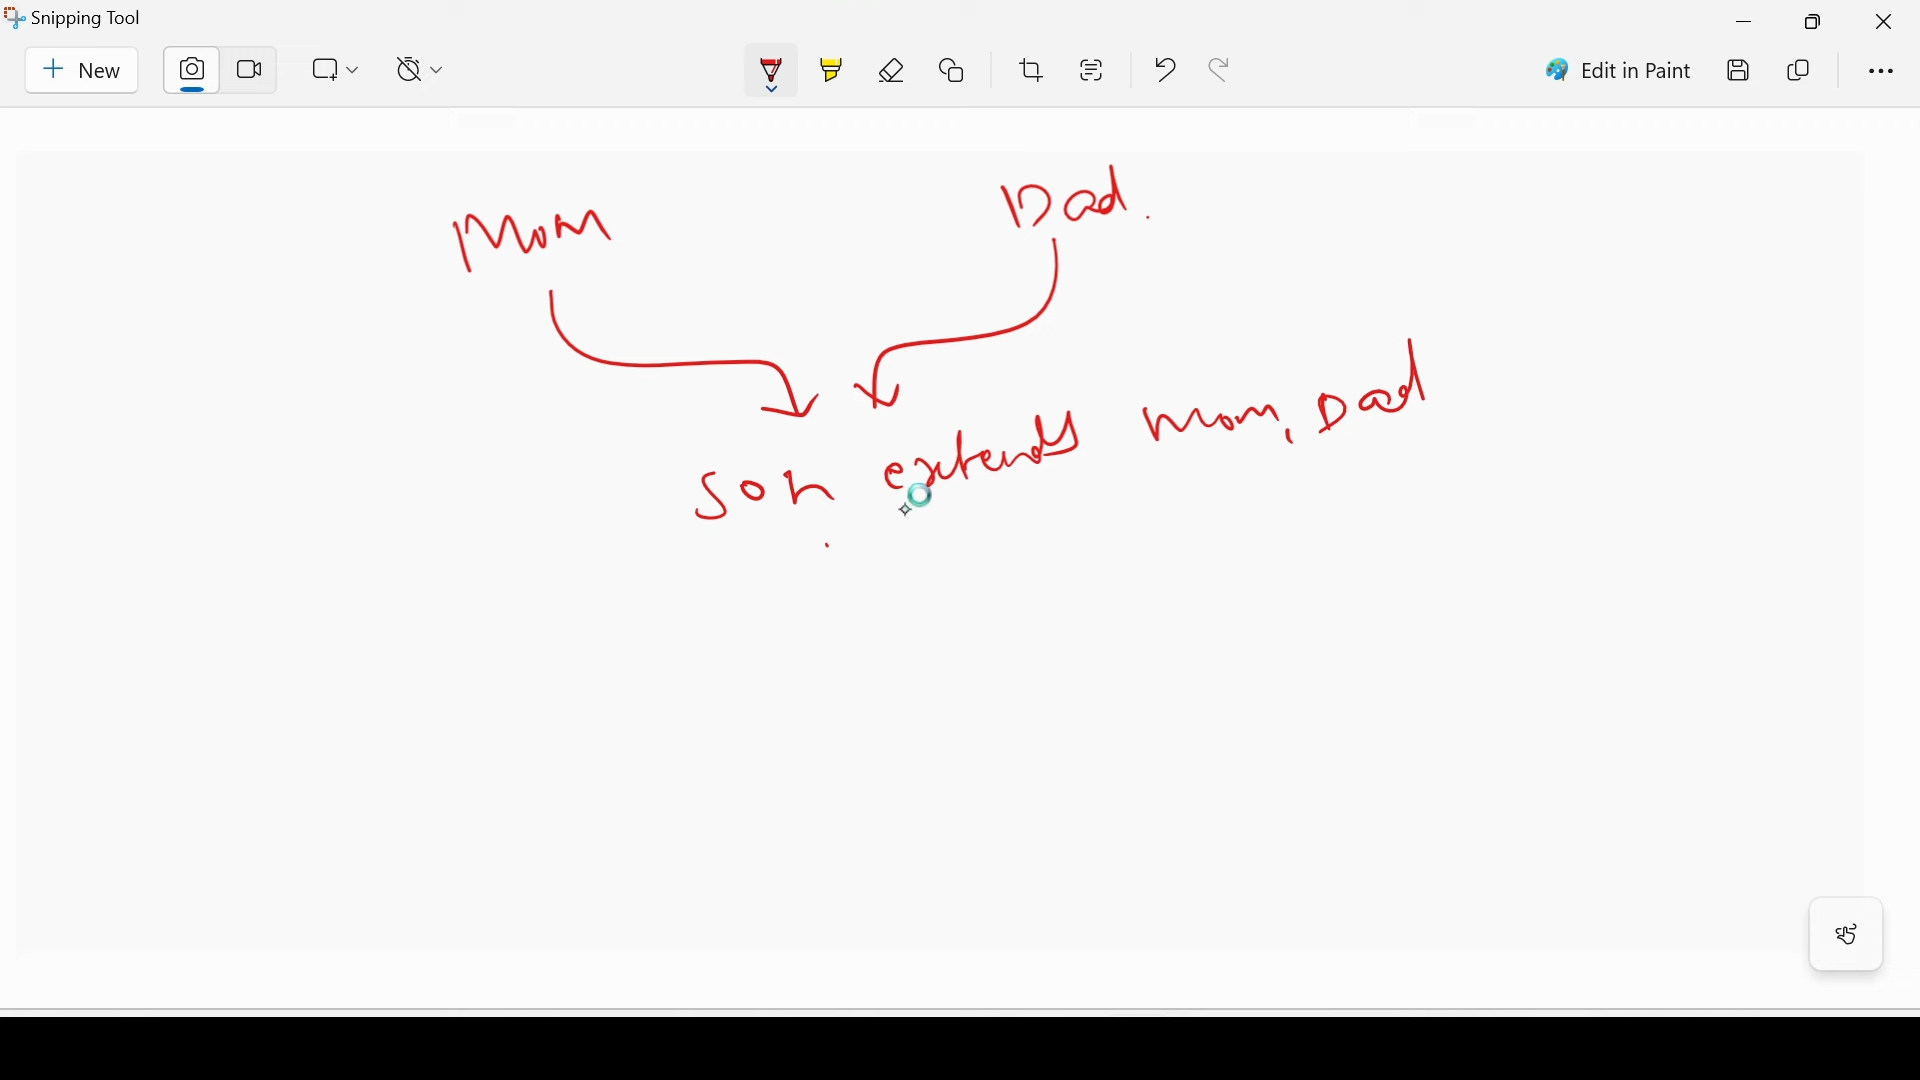 Snipping Tool
New
Edit in Paint
Mom
Dad.
Son extends Mom, Dad